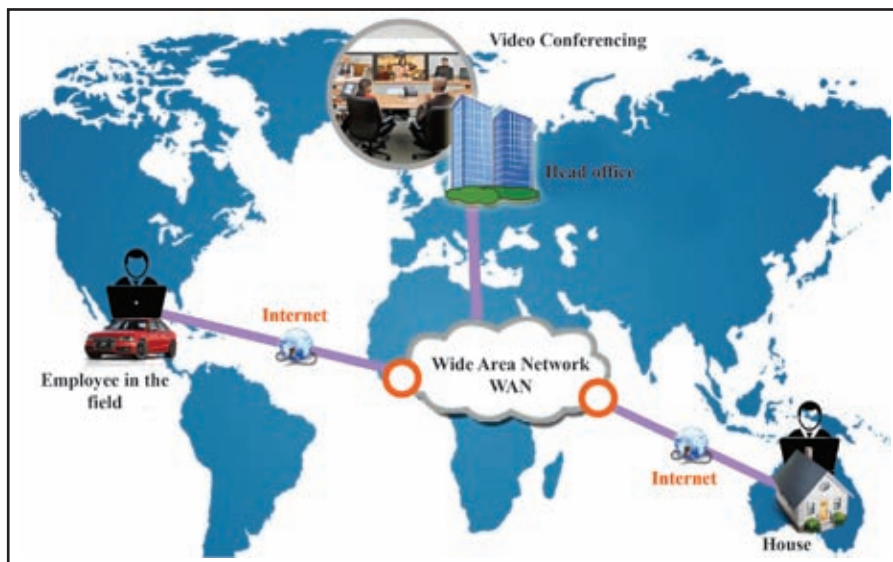 Video Conferencing
Head office
Internet
Wide Area Network
WAN
Employee in the
field
Internet
House